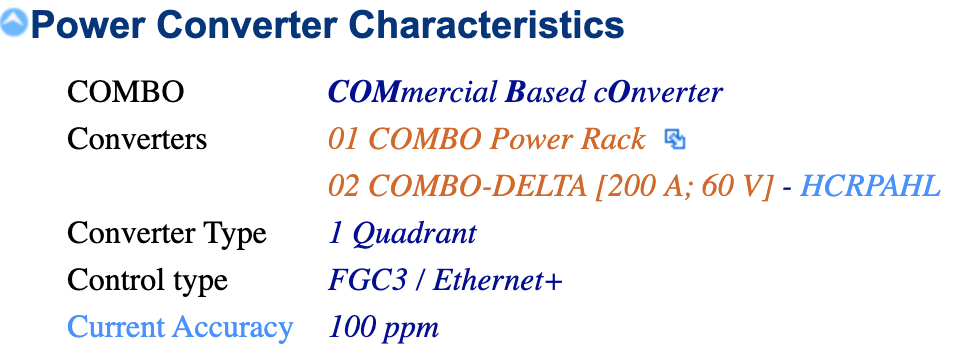 Power Converter Characteristics
COMBO COMmercial Based cOnverter
Converters 01 COMBO Power Rack
02 COMBO-DELTA [200 A; 60 V] - HCRPAHL
Converter Type 1 Quadrant
Control type FGC3 / Ethernet+
Current Accuracy 100 ppm